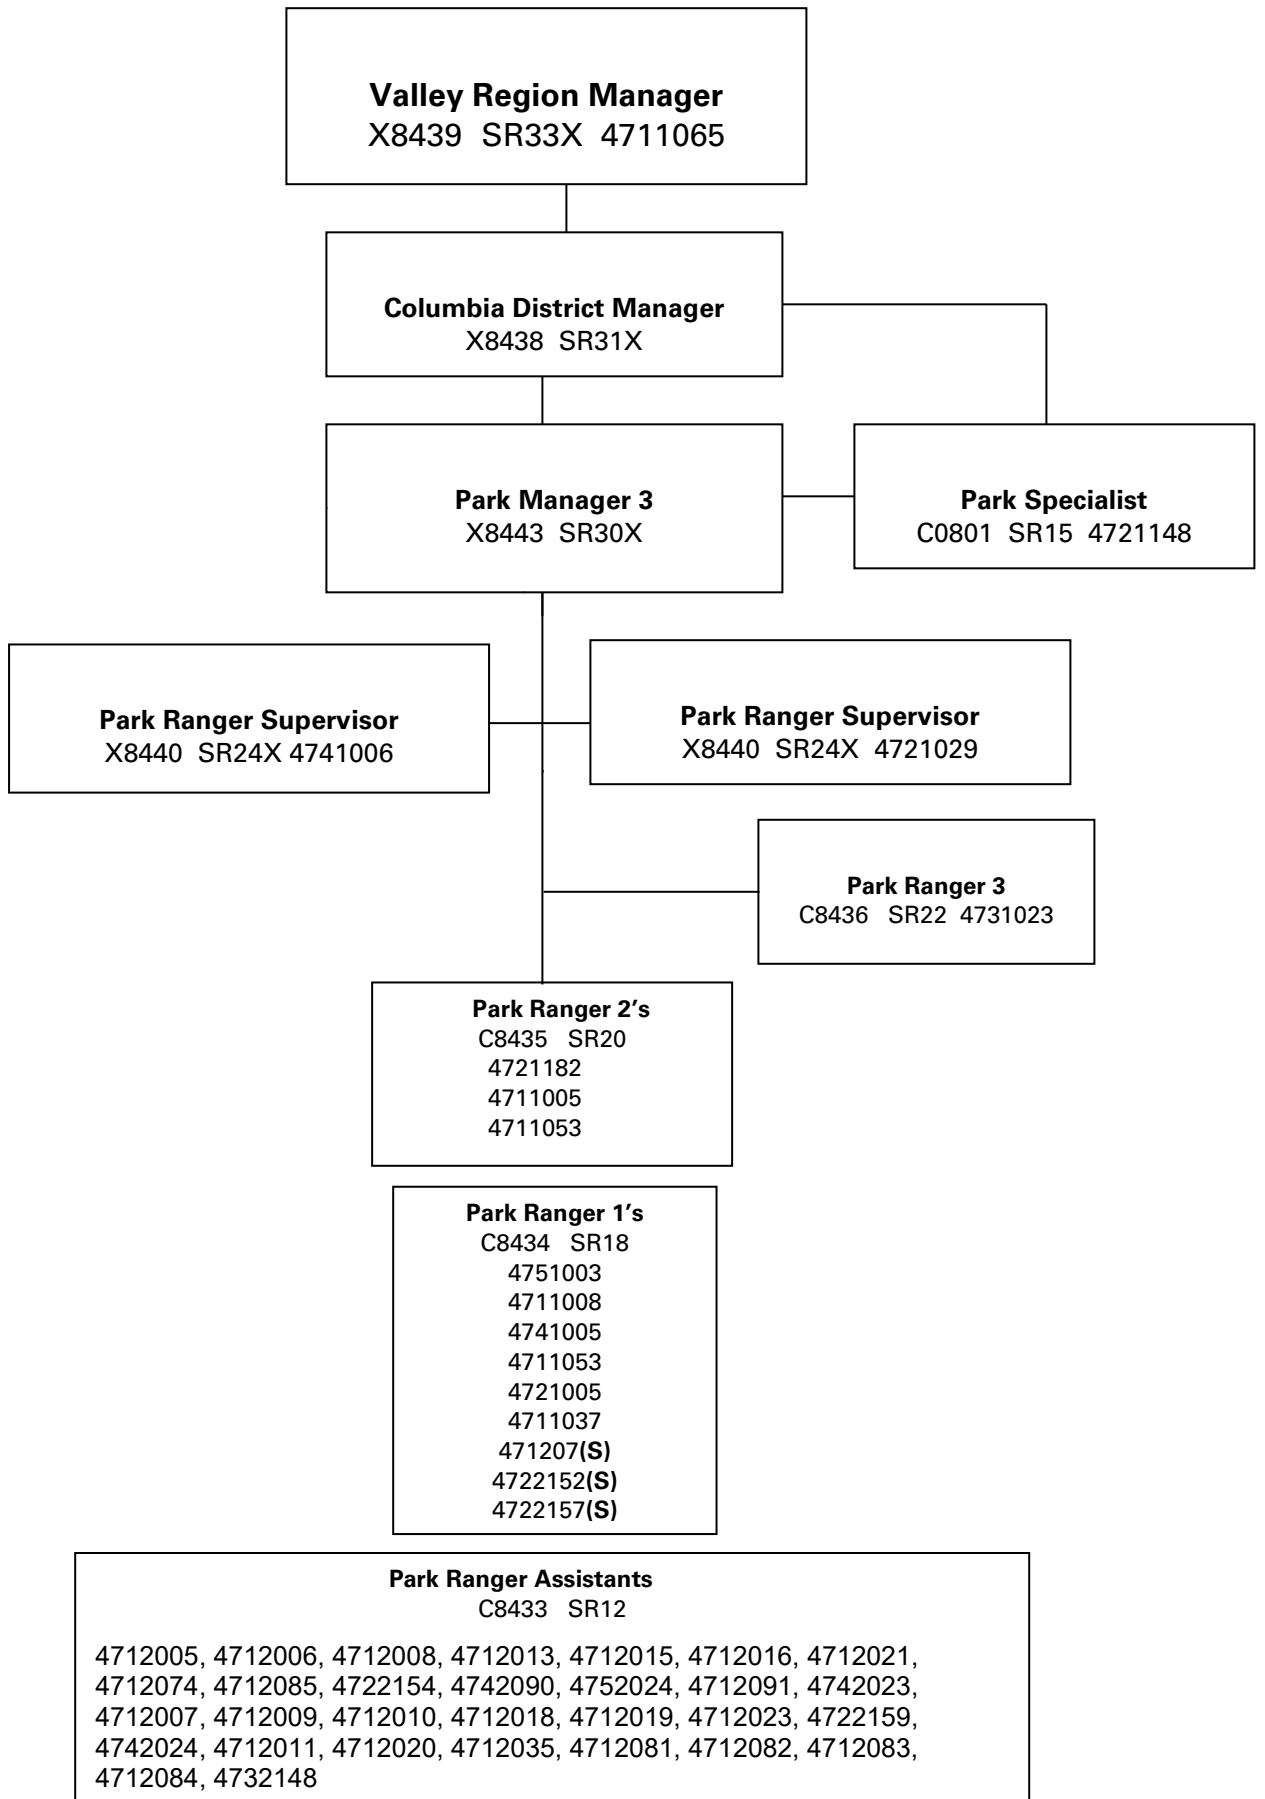 Valley Region Manager
X8439 SR33X 4711065
Columbia District Manager
X8438 SR31X
Park Manager 3
X8443 SR30X
Park Specialist
C0801 SR15 4721148
Park Ranger Supervisor
X8440 SR24X 4741006
Park Ranger Supervisor
X8440 SR24X 4721029
Park Ranger 3
C8436 SR22 4731023
Park Ranger 2’s
C8435 SR20
4721182
4711005
4711053
Park Ranger 1’s
C8434 SR18
4751003
4711008
4741005
4711053
4721005
4711037
471207(S)
4722152(S)
4722157(S)
Park Ranger Assistants
C8433 SR12
4712005, 4712006, 4712008, 4712013, 4712015, 4712016, 4712021,
4712074, 4712085, 4722154, 4742090, 4752024, 4712091, 4742023,
4712007, 4712009, 4712010, 4712018, 4712019, 4712023, 4722159,
4742024, 4712011, 4712020, 4712035, 4712081, 4712082, 4712083,
4712084, 4732148